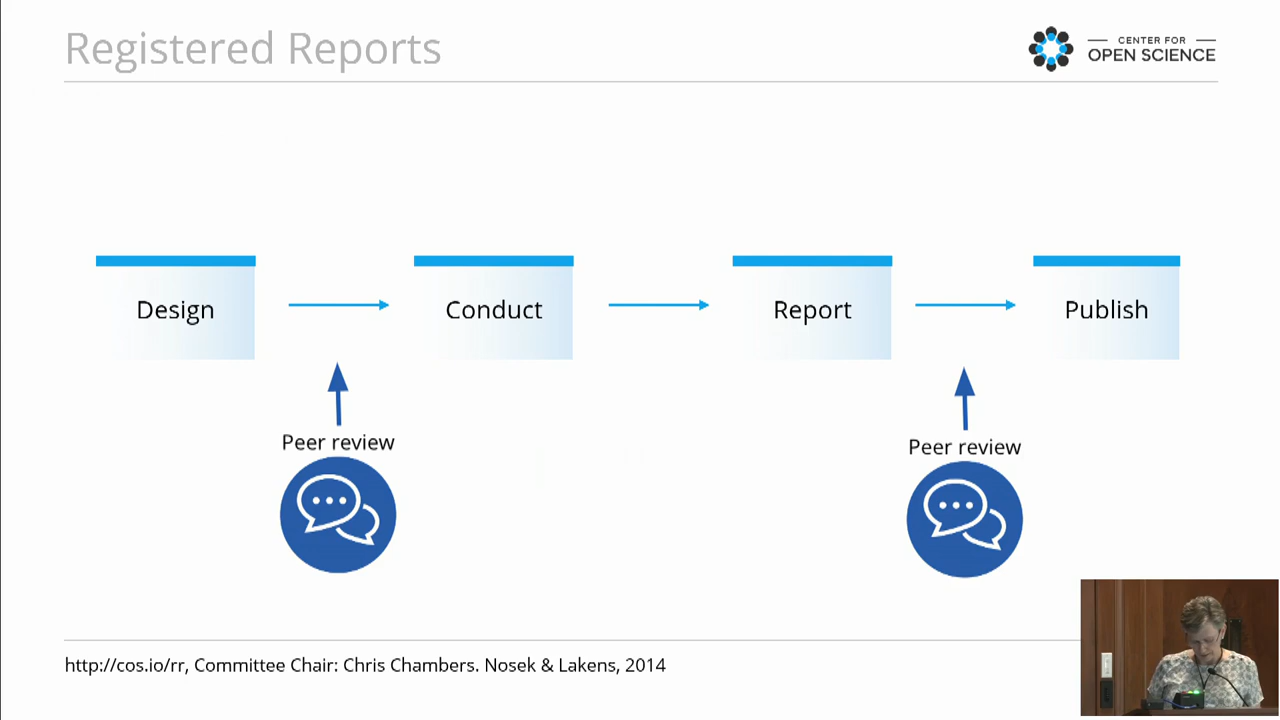 Registered Reports
CENTER FOR
OPEN SCIENCE
Design
Conduct
Report
Publish
Peer review
Peer review
http://cos.io/rr, Committee Chair: Chris Chambers. Nosek & Lakens, 2014